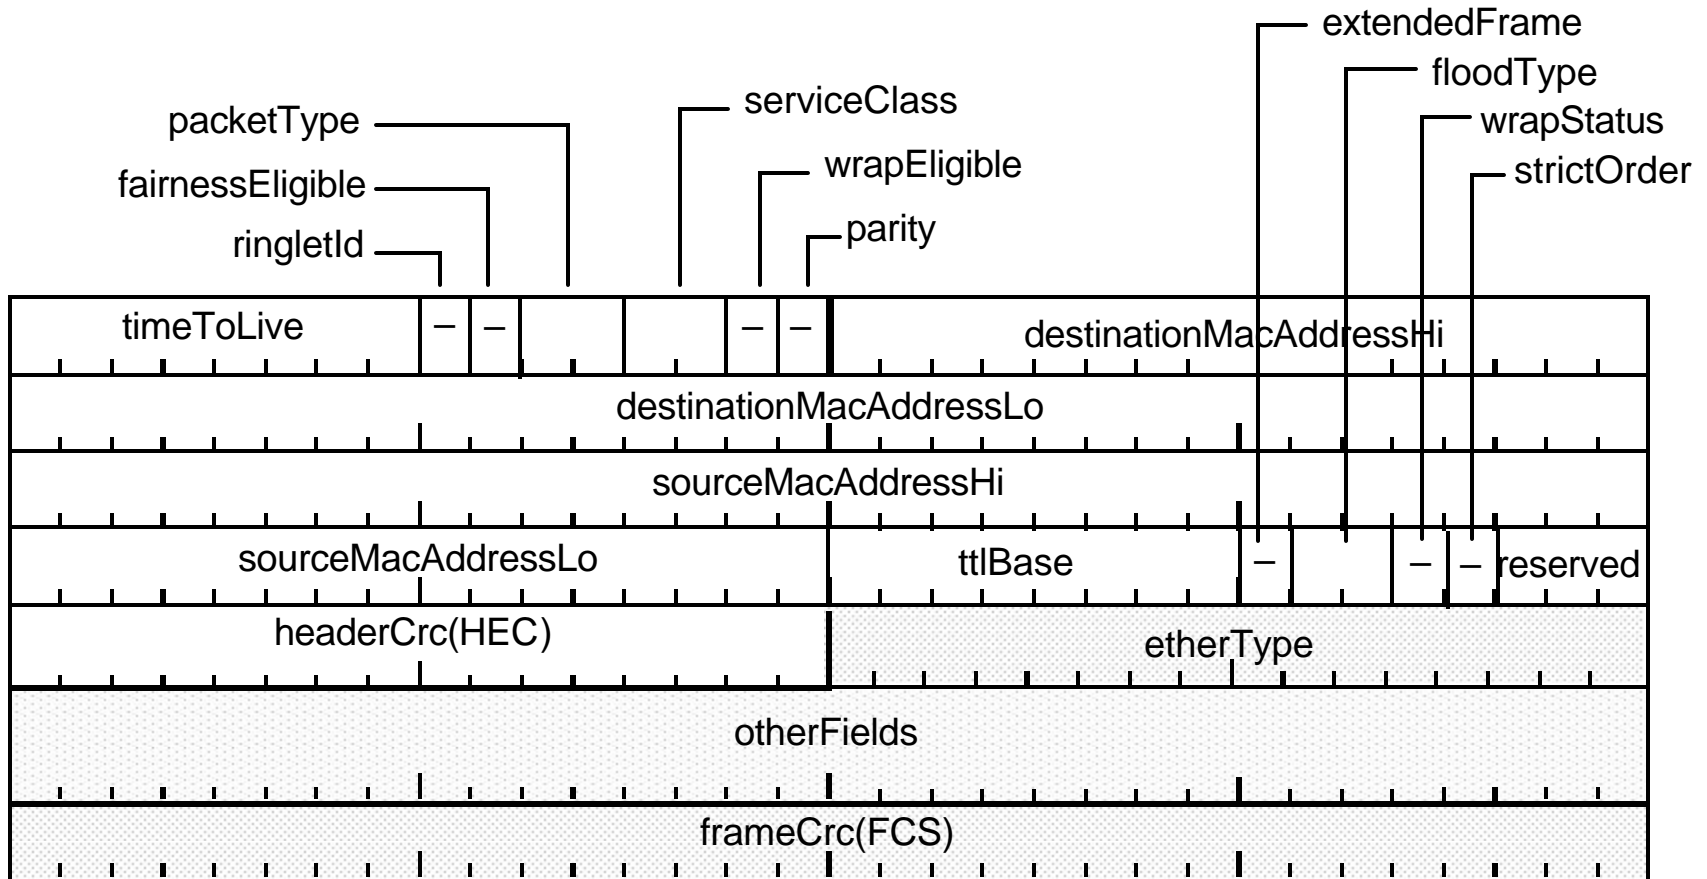 extendedFrame
floodType
serviceClass
packetType
wrapStatus
wrapEligible
strictOrder
fairnessEligible
parity
ringletId
timeToLive – – – – destinationMacAddressHi
destinationMacAddressLo
sourceMacAddressHi
sourceMacAddressLo ttlBase – – – reserved
headerCrc(HEC) etherType
otherFields
frameCrc(FCS)